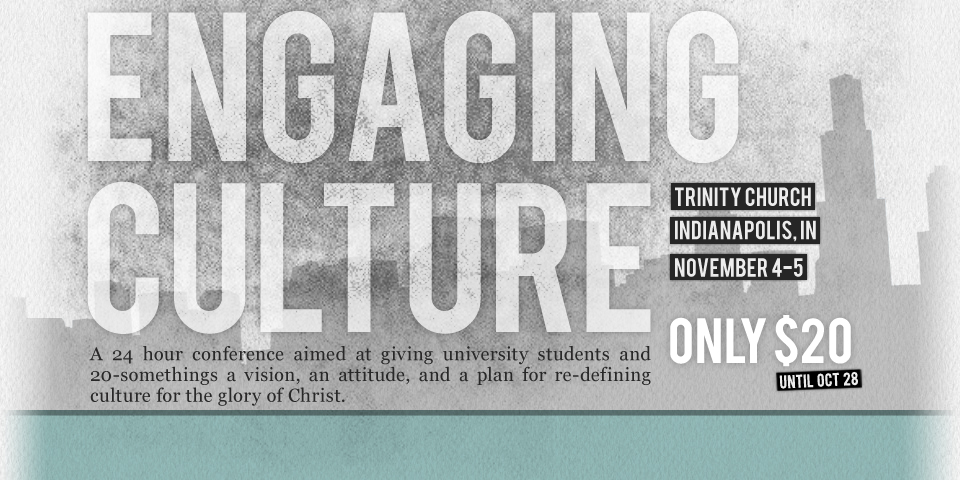 ENGAGING
CULTURE
TRINITY CHURCH
INDIANAPOLIS, IN
NOVEMBER 4-5
ONLY $20
UNTIL OCT 28
A 24 hour conference aimed at giving university students and
20-somethings a vision, an attitude, and a plan for re-defining
culture for the glory of Christ.